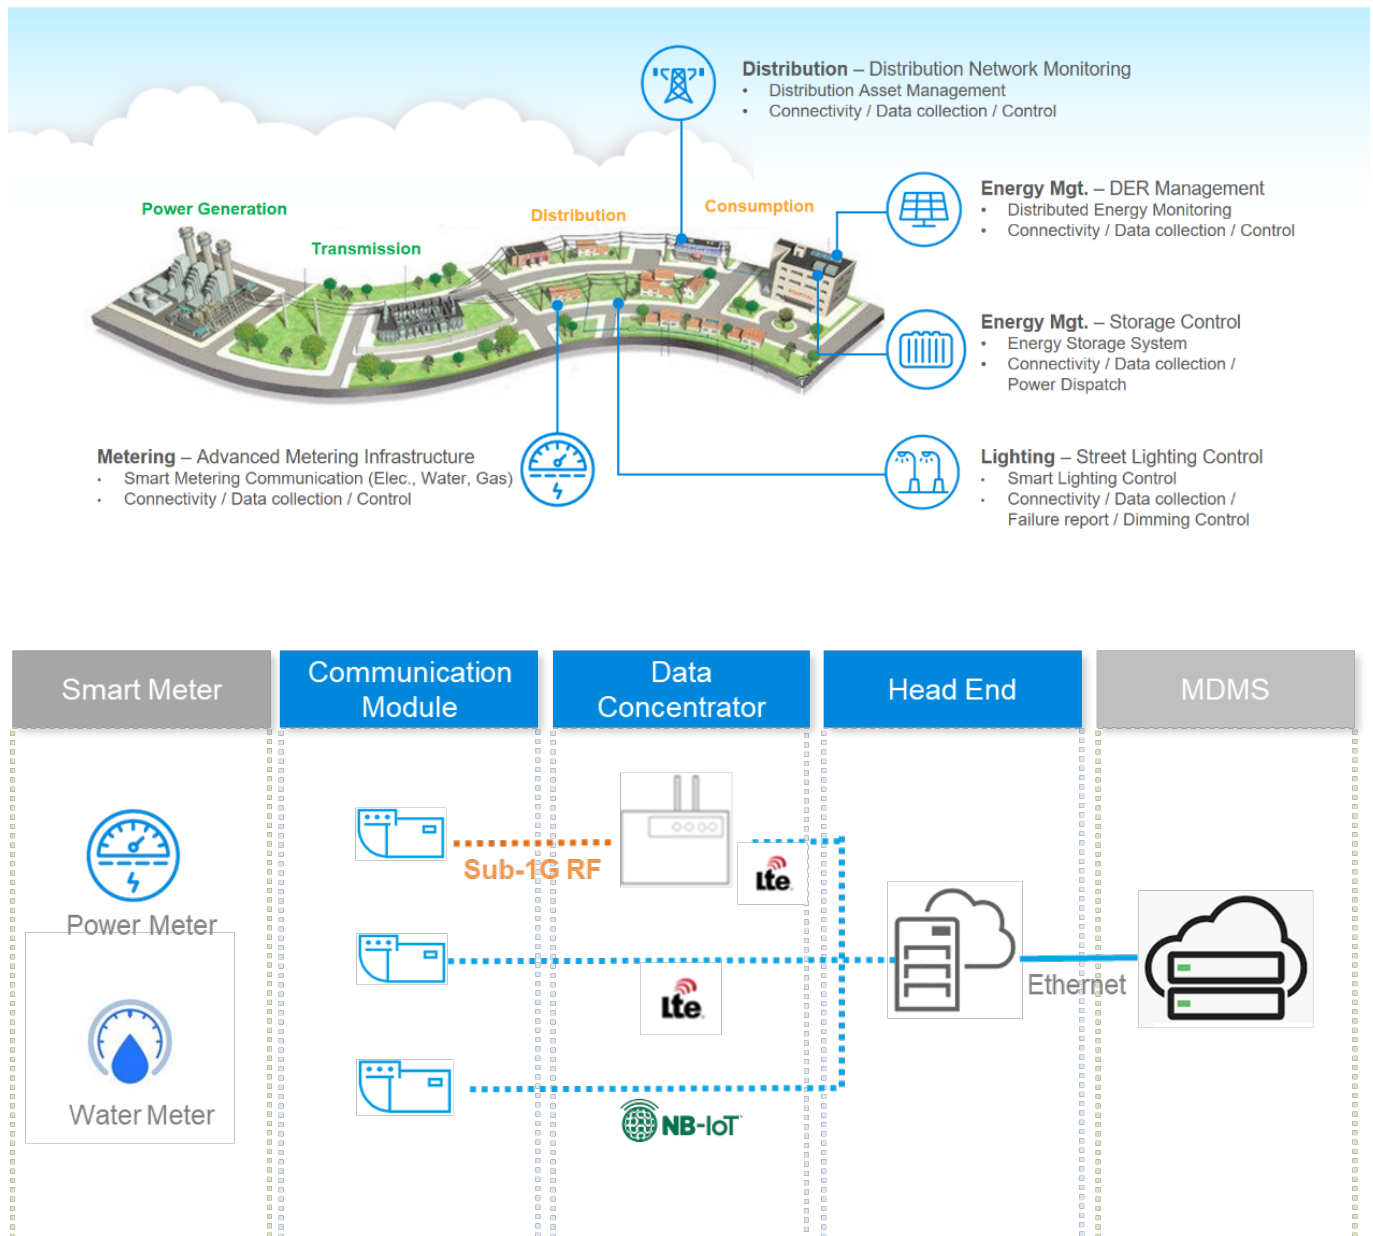 Distribution – Distribution Network Monitoring
• Distribution Asset Management
• Connectivity / Data collection / Control
Energy Mgt. – DER Management
• Distributed Energy Monitoring
• Connectivity / Data collection / Control
Power Generation
Transmission
Distribution
Consumption
Energy Mgt. – Storage Control
• Energy Storage System
• Connectivity / Data collection /
Power Dispatch
Metering – Advanced Metering Infrastructure
• Smart Metering Communication (Elec., Water, Gas)
• Connectivity / Data collection / Control
Lighting – Street Lighting Control
• Smart Lighting Control
• Connectivity / Data collection /
Failure report / Dimming Control
Smart Meter
Communication
Module
Data
Concentrator
Head End
MDMS
Power Meter
Water Meter
Sub-1G RF
Lte
Lte
NB-IoT
Ethernet